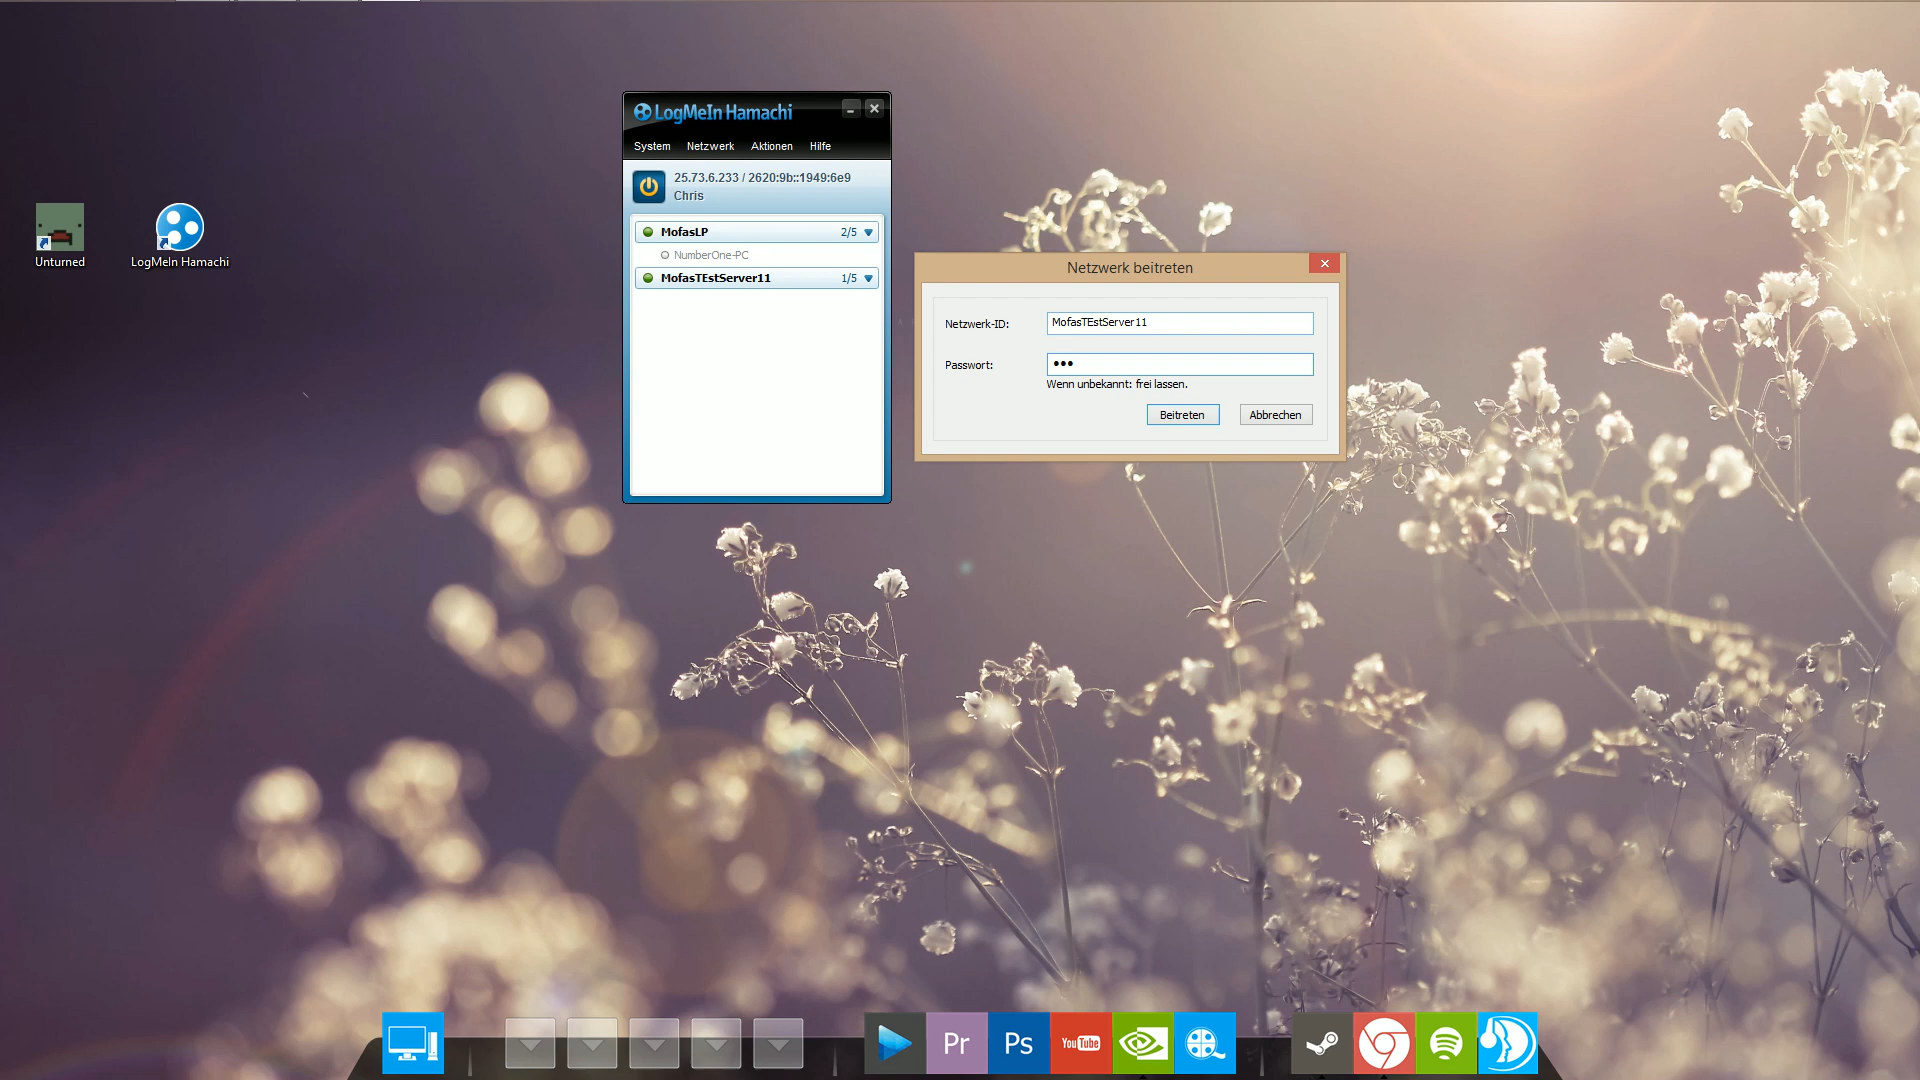 LogMeIn Hamachi
System Netzwerk Aktionen Hilfe
25.73.6.233 / 2620:9b::1949:6e9
Chris
MofasLP 2/5
NumberOne-PC
MofasTEstServer11 1/5
Unturned
LogMeIn Hamachi
Netzwerk beitreten
Netzwerk-ID: MofasTEstServer11
Passwort: •••
Wenn unbekannt: frei lassen.
Beitreten Abbrechen
Pr
Ps
YouTube